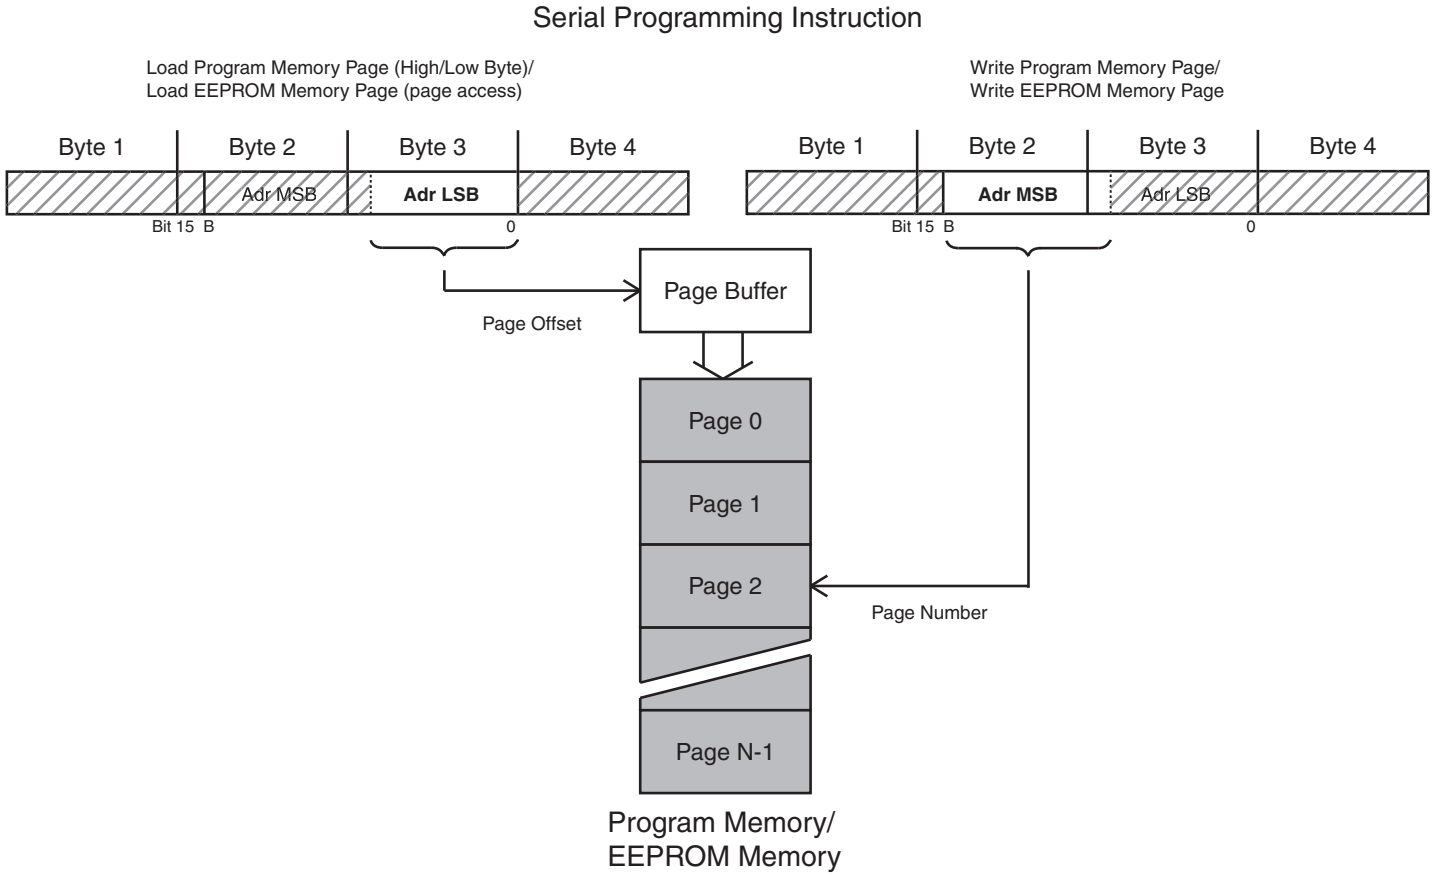 Serial Programming Instruction
Load Program Memory Page (High/Low Byte)/
Load EEPROM Memory Page (page access)
Write Program Memory Page/
Write EEPROM Memory Page
Byte 1 Byte 2 Byte 3 Byte 4
Adr MSB Adr LSB
Bit 15 B 0
Byte 1 Byte 2 Byte 3 Byte 4
Adr MSB Adr LSB
Bit 15 B 0
Page Buffer
Page Offset
Page 0
Page 1
Page 2
Page Number
Page N-1
Program Memory/
EEPROM Memory